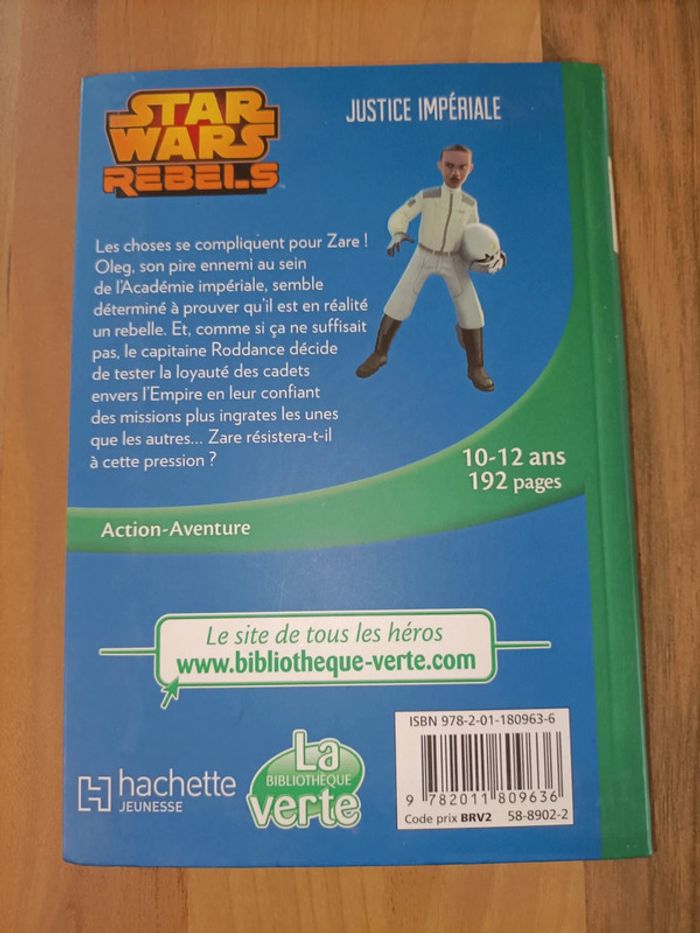 STAR
WARS
REBELS™
JUSTICE IMPÉRIALE
Les choses se compliquent pour Zare !
Oleg, son pire ennemi au sein
de l'Académie impériale, semble
déterminé à prouver qu'il est en réalité
un rebelle. Et, comme si ça ne suffisait
pas, le capitaine Roddance décide
de tester la loyauté des cadets
envers l'Empire en leur confiant
des missions plus ingrates les unes
que les autres... Zare résistera-t-il
à cette pression ?
10-12 ans
192 pages
Action-Aventure
Le site de tous les héros
www.bibliotheque-verte.com
hachette
JEUNESSE
La
BIBLIOTHÈQUE
verte
ISBN 978-2-01-180963-6
9 782011 809636
Code prix BRV2 58-8902-2